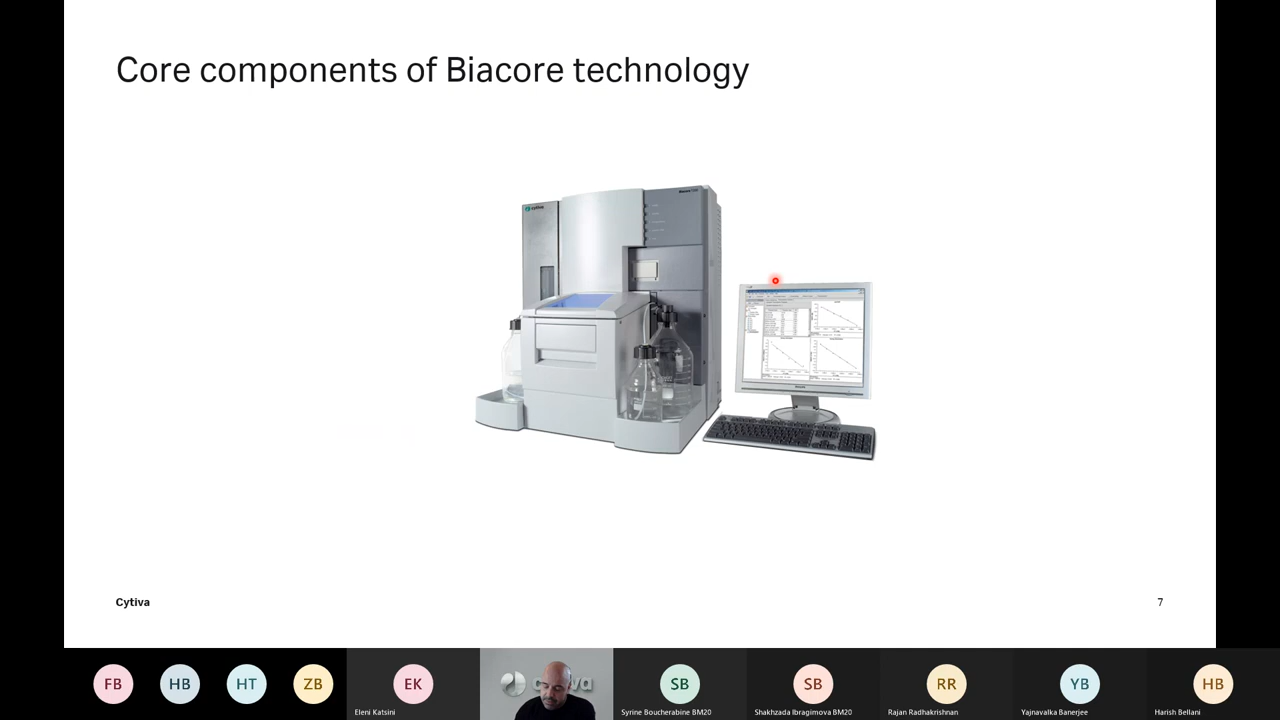 Core components of Biacore technology
cytiva
Cytiva
7
FB
HB
HT
ZB
EK
SB
SB
RR
YB
HB
Eleni Katsini
Syrine Boucherabine BM20
Shakhzada Ibragimova BM20
Rajan Radhakrishnan
Yajnavalka Banerjee
Harish Bellani